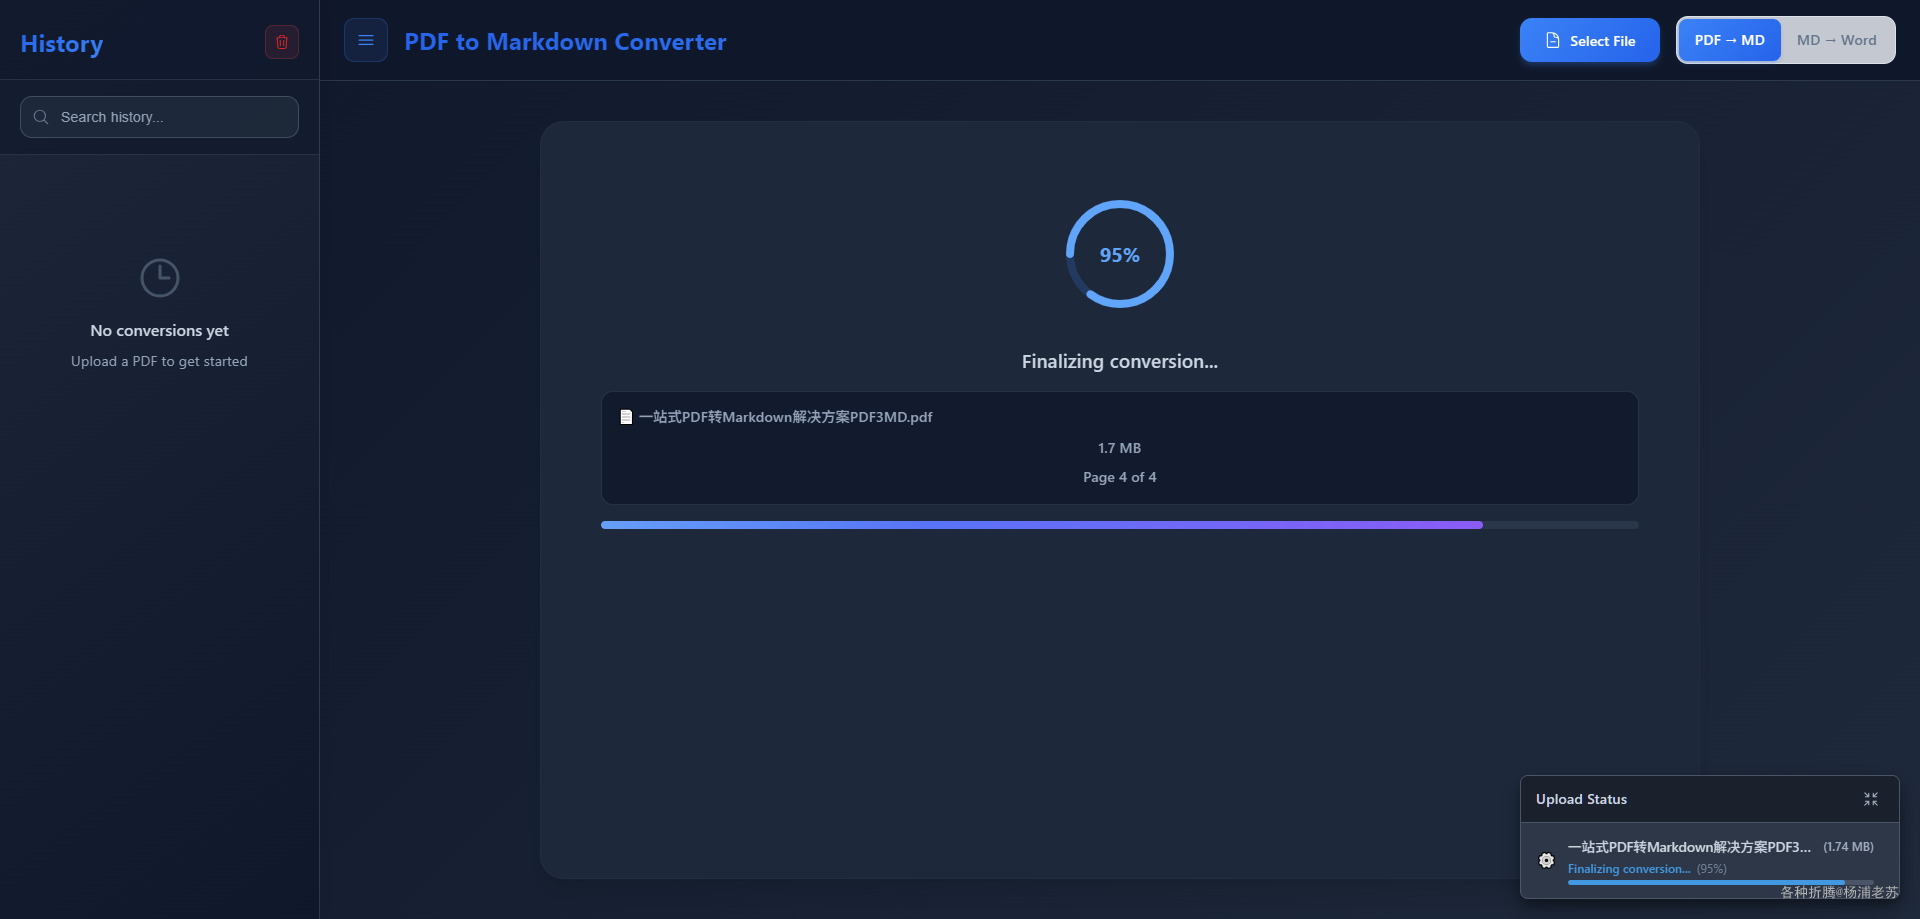 History
Search history...
No conversions yet
Upload a PDF to get started
PDF to Markdown Converter
Select File
PDF → MD
MD → Word
95%
Finalizing conversion...
一站式PDF转Markdown解决方案PDF3MD.pdf
1.7 MB
Page 4 of 4
Upload Status
一站式PDF转Markdown解决方案PDF3... (1.74 MB)
Finalizing conversion... (95%)
各种折腾@杨浦老苏